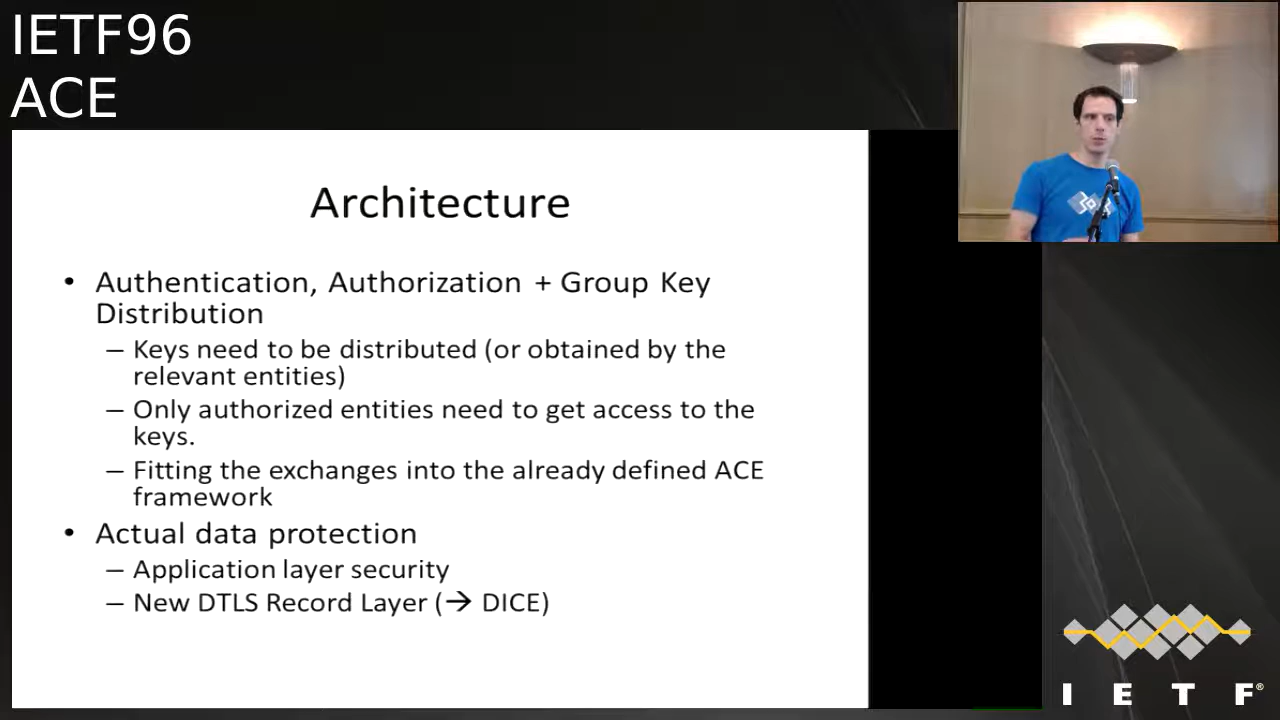 IETF96
ACE
Architecture
• Authentication, Authorization + Group Key
Distribution
– Keys need to be distributed (or obtained by the
relevant entities)
– Only authorized entities need to get access to the
keys.
– Fitting the exchanges into the already defined ACE
framework
• Actual data protection
– Application layer security
– New DTLS Record Layer (→ DICE)
I E T F®